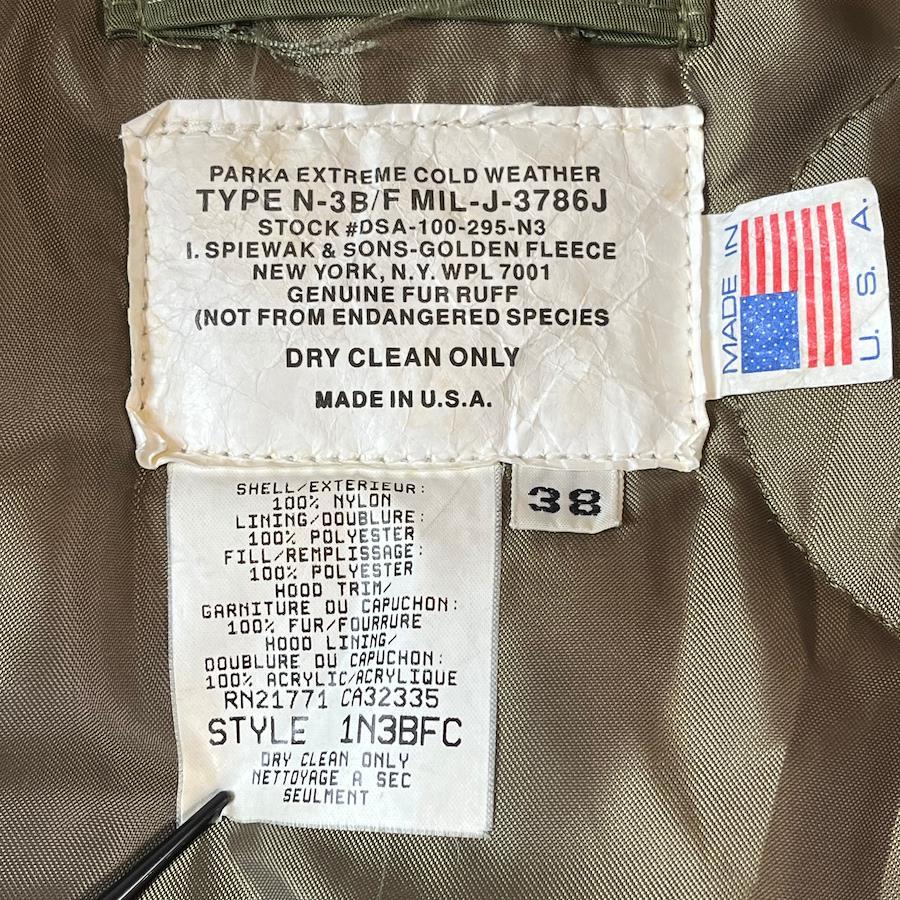 PARKA EXTREME COLD WEATHER
TYPE N-3B/F MIL-J-3786J
STOCK #DSA-100-295-N3
I. SPIEWAK & SONS-GOLDEN FLEECE
NEW YORK, N.Y. WPL 7001
GENUINE FUR RUFF
(NOT FROM ENDANGERED SPECIES
DRY CLEAN ONLY
MADE IN U.S.A.
MADE IN
U. S. A.
38
SHELL/EXTERIEUR:
100% NYLON
LINING/DOUBLURE:
100% POLYESTER
FILL/REMPLISSAGE:
100% POLYESTER
HOOD TRIM/
GARNITURE DU CAPUCHON:
100% FUR/FOURRURE
HOOD LINING/
DOUBLURE DU CAPUCHON:
100% ACRYLIC/ACRYLIQUE
RN21771 CA32335
STYLE 1N3BFC
DRY CLEAN ONLY
NETTOYAGE A SEC
SEULMENT